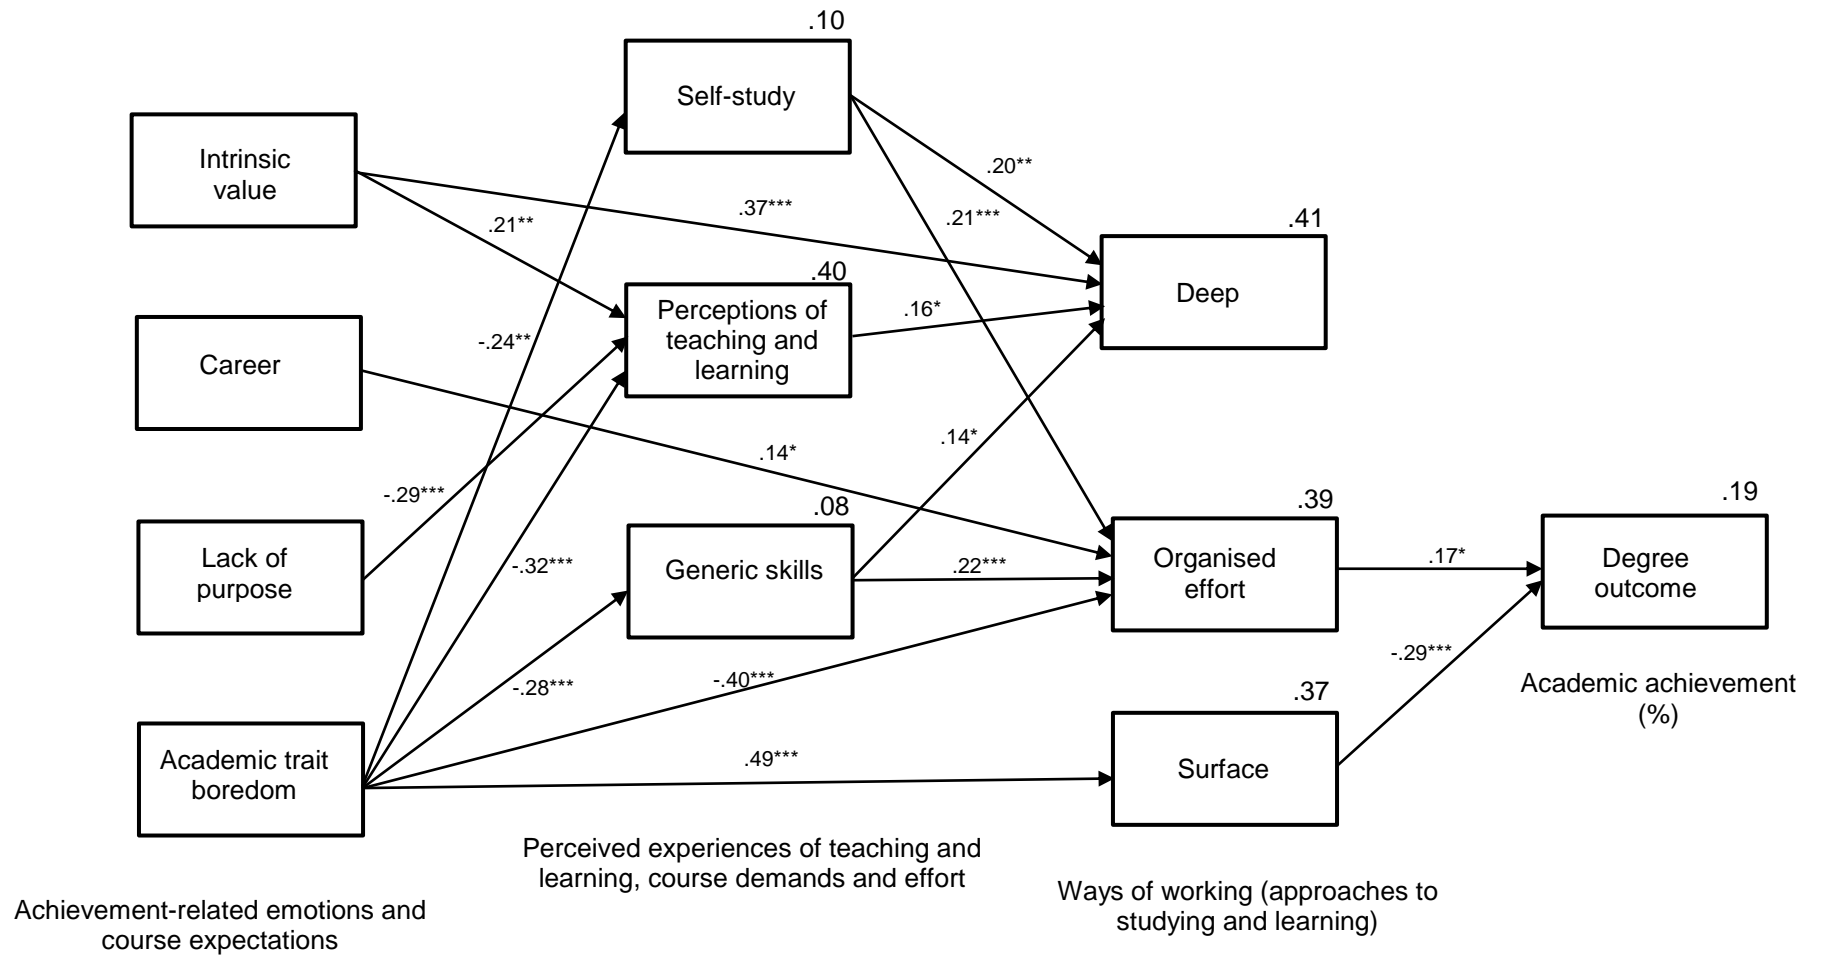 .10
Self-study
Intrinsic
value
.20**
.37***
.21***
.21**
.41
Deep
.40
Perceptions of
teaching and
learning
.16*
-.24**
Career
.14*
.14*
-.29***
.08
Generic skills
.39
Organised
effort
.19
Degree
outcome
.17*
.22***
Lack of
purpose
-.32***
-.28***
-.40***
-.29***
Academic achievement
(%)
.37
Surface
.49***
Academic trait
boredom
Perceived experiences of teaching and
learning, course demands and effort
Ways of working (approaches to
studying and learning)
Achievement-related emotions and
course expectations